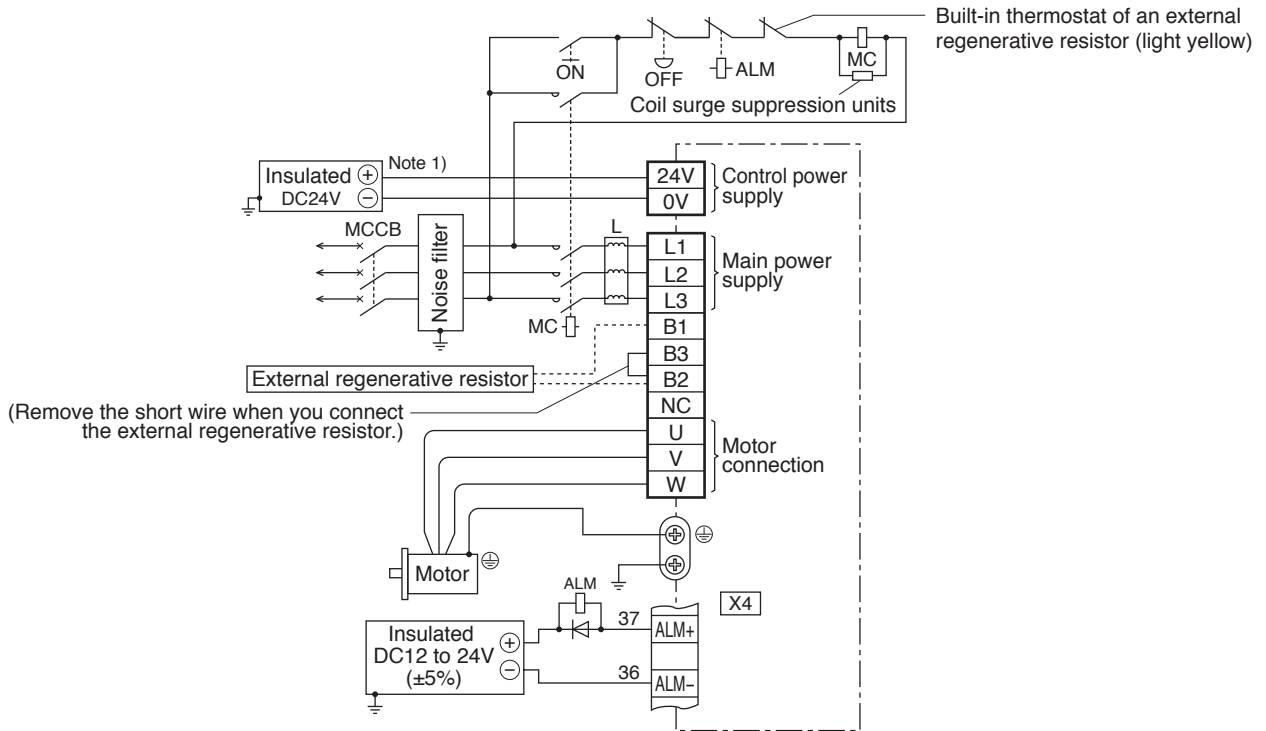 Built-in thermostat of an external
regenerative resistor (light yellow)
ON
OFF
ALM
MC
Coil surge suppression units
Note 1)
Insulated
DC24V
+
−
24V
0V
Control power
supply
MCCB
Noise filter
L
L1
L2
L3
Main power
supply
MC
B1
B3
B2
NC
External regenerative resistor
(Remove the short wire when you connect
the external regenerative resistor.)
U
V
W
Motor
connection
Motor
ALM
X4
Insulated
DC12 to 24V
(±5%)
+
−
37
ALM+
36
ALM−